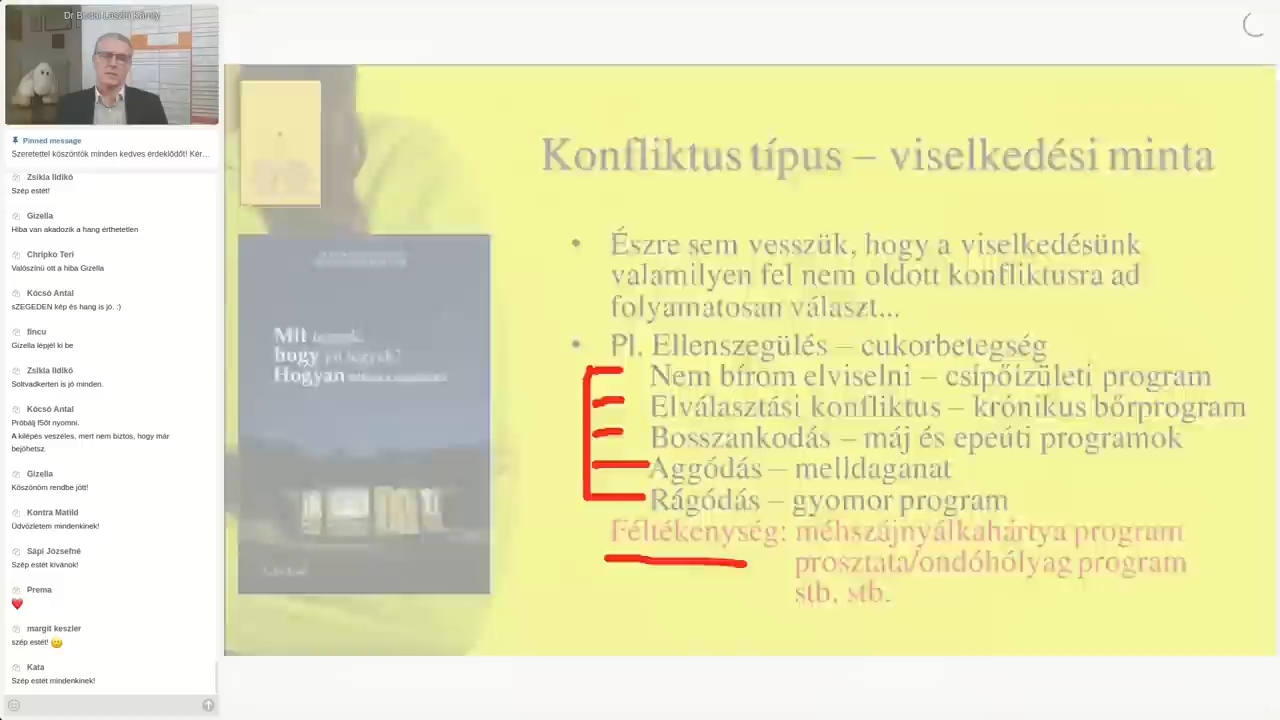 Dr Bodai László Károly
Pinned message
Szeretettel köszöntök minden kedves érdeklődőt! Kér...
Zsikla Ildikó
Szép estét!
Gizella
Hiba van akadozik a hang érthetetlen
Chripko Teri
Valószínű ott a hiba Gizella
Kócsó Antal
sZEGEDEN kép és hang is jó. :)
fincu
Gizella lépjél ki be
Zsikla Ildikó
Soltvadkerten is jó minden.
Kócsó Antal
Próbálj f5őt nyomni.
A kilépés veszélyes, mert nem biztos, hogy már
bejöhetsz.
Gizella
Köszönöm rendbe jött!
Kontra Matild
Üdvözletem mindenkinek!
Sápi Józsefné
Szép estét kívánok!
Prema
margit keszler
szép estét!
Kata
Szép estét mindenkinek!
Konfliktus típus – viselkedési minta
• Észre sem vesszük, hogy a viselkedésünk
valamilyen fel nem oldott konfliktusra ad
folyamatosan választ...
• Pl. Ellenszegülés – cukorbetegség
Nem bírom elviselni – csípőízületi program
Elválasztási konfliktus – krónikus bőrprogram
Bosszankodás – máj és epeúti programok
Aggódás – melldaganat
Rágódás – gyomor program
Féltékenység: méhszájnyálkahártya program
prosztata/ondóhólyag program
stb. stb.
Mit tegyek,
hogy jól legyek?
Hogyan